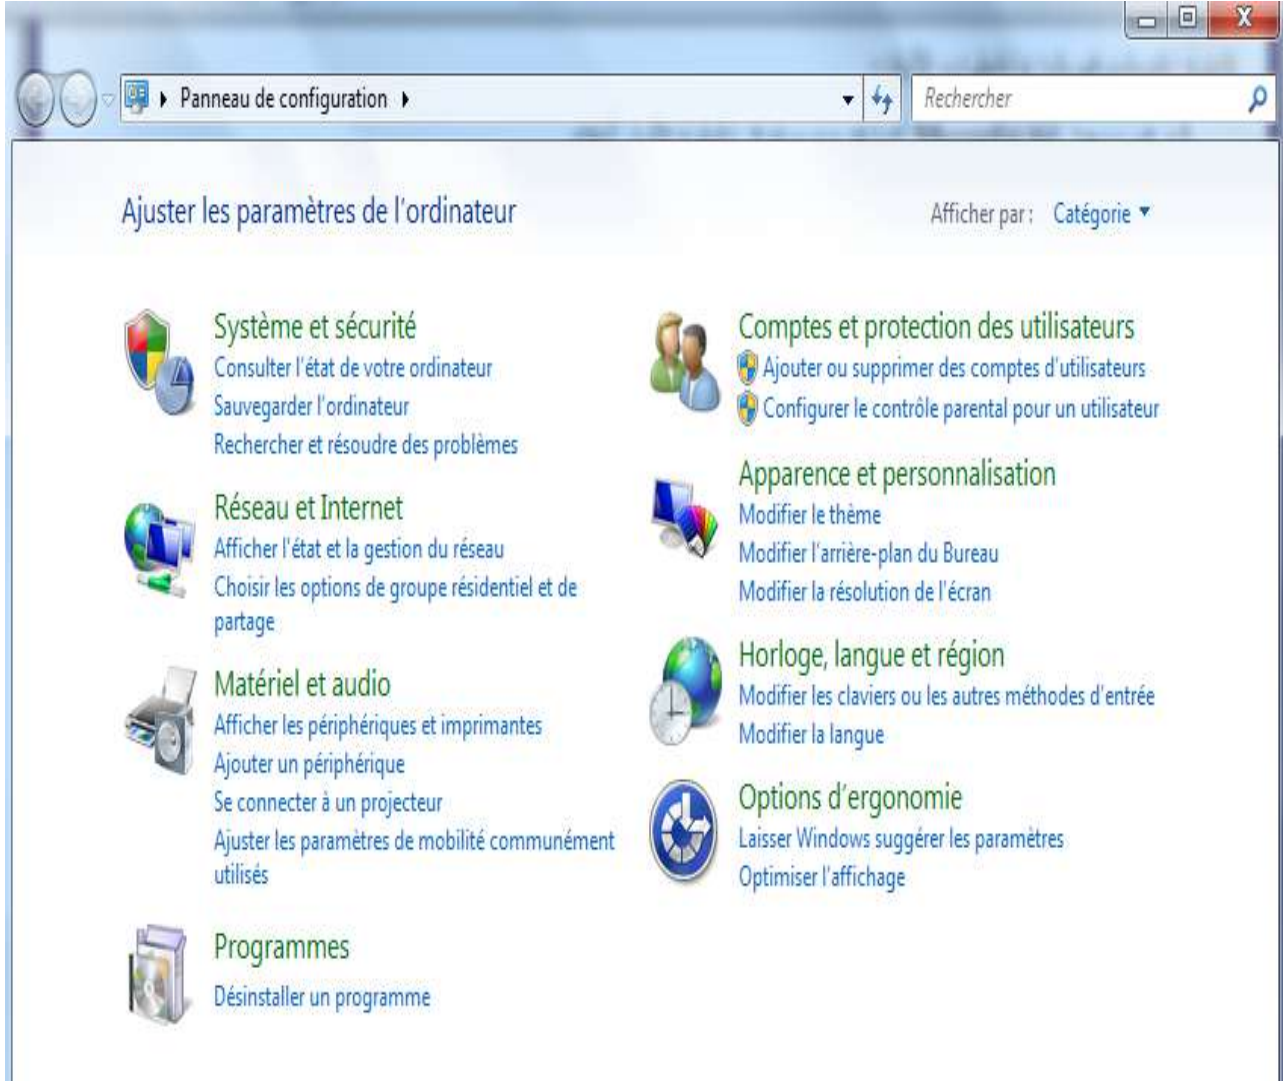 Panneau de configuration
Rechercher
Ajuster les paramètres de l'ordinateur
Afficher par :
Catégorie
Système et sécurité
Consulter l'état de votre ordinateur
Sauvegarder l'ordinateur
Rechercher et résoudre des problèmes
Réseau et Internet
Afficher l'état et la gestion du réseau
Choisir les options de groupe résidentiel et de
partage
Matériel et audio
Afficher les périphériques et imprimantes
Ajouter un périphérique
Se connecter à un projecteur
Ajuster les paramètres de mobilité communément
utilisés
Programmes
Désinstaller un programme
Comptes et protection des utilisateurs
Ajouter ou supprimer des comptes d'utilisateurs
Configurer le contrôle parental pour un utilisateur
Apparence et personnalisation
Modifier le thème
Modifier l'arrière-plan du Bureau
Modifier la résolution de l'écran
Horloge, langue et région
Modifier les claviers ou les autres méthodes d'entrée
Modifier la langue
Options d'ergonomie
Laisser Windows suggérer les paramètres
Optimiser l'affichage